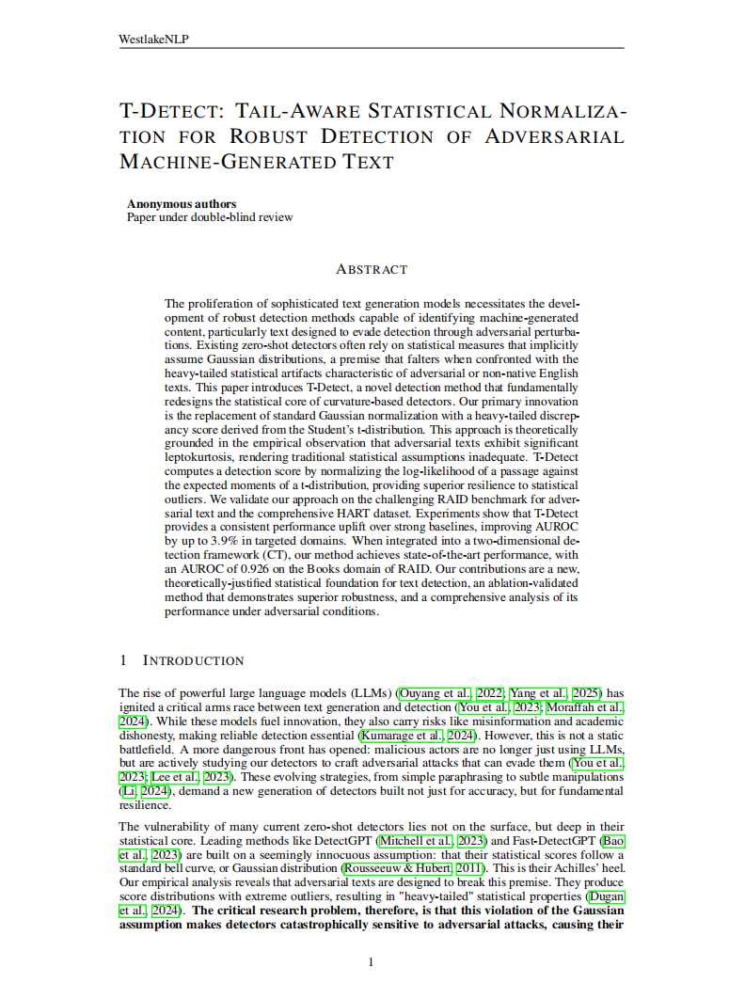 WestlakeNLP
T-DETECT: TAIL-AWARE STATISTICAL NORMALIZA-
TION FOR ROBUST DETECTION OF ADVERSARIAL
MACHINE-GENERATED TEXT
Anonymous authors
Paper under double-blind review
ABSTRACT
The proliferation of sophisticated text generation models necessitates the devel-
opment of robust detection methods capable of identifying machine-generated
content, particularly text designed to evade detection through adversarial perturba-
tions. Existing zero-shot detectors often rely on statistical measures that implicitly
assume Gaussian distributions, a premise that falters when confronted with the
heavy-tailed statistical artifacts characteristic of adversarial or non-native English
texts. This paper introduces T-Detect, a novel detection method that fundamentally
redesigns the statistical core of curvature-based detectors. Our primary innovation
is the replacement of standard Gaussian normalization with a heavy-tailed discrep-
ancy score derived from the Student's t-distribution. This approach is theoretically
grounded in the empirical observation that adversarial texts exhibit significant
leptokurtosis, rendering traditional statistical assumptions inadequate. T-Detect
computes a detection score by normalizing the log-likelihood of a passage against
the expected moments of a t-distribution, providing superior resilience to statistical
outliers. We validate our approach on the challenging RAID benchmark for adver-
sarial text and the comprehensive HART dataset. Experiments show that T-Detect
provides a consistent performance uplift over strong baselines, improving AUROC
by up to 3.9% in targeted domains. When integrated into a two-dimensional de-
tection framework (CT), our method achieves state-of-the-art performance, with
an AUROC of 0.926 on the Books domain of RAID. Our contributions are a new,
theoretically-justified statistical foundation for text detection, an ablation-validated
method that demonstrates superior robustness, and a comprehensive analysis of its
performance under adversarial conditions.
1 INTRODUCTION
The rise of powerful large language models (LLMs) (Ouyang et al., 2022; Yang et al., 2025) has
ignited a critical arms race between text generation and detection (You et al., 2023; Moraffah et al.,
2024). While these models fuel innovation, they also carry risks like misinformation and academic
dishonesty, making reliable detection essential (Kumarage et al., 2024). However, this is not a static
battlefield. A more dangerous front has opened: malicious actors are no longer just using LLMs,
but are actively studying our detectors to craft adversarial attacks that can evade them (You et al.,
2023; Lee et al., 2023). These evolving strategies, from simple paraphrasing to subtle manipulations
(Li, 2024), demand a new generation of detectors built not just for accuracy, but for fundamental
resilience.
The vulnerability of many current zero-shot detectors lies not on the surface, but deep in their
statistical core. Leading methods like DetectGPT (Mitchell et al., 2023) and Fast-DetectGPT (Bao
et al., 2023) are built on a seemingly innocuous assumption: that their statistical scores follow a
standard bell curve, or Gaussian distribution (Rousseeuw & Hubert, 2011). This is their Achilles' heel.
Our empirical analysis reveals that adversarial texts are designed to break this premise. They produce
score distributions with extreme outliers, resulting in "heavy-tailed" statistical properties (Dugan
et al., 2024). The critical research problem, therefore, is that this violation of the Gaussian
assumption makes detectors catastrophically sensitive to adversarial attacks, causing their
1